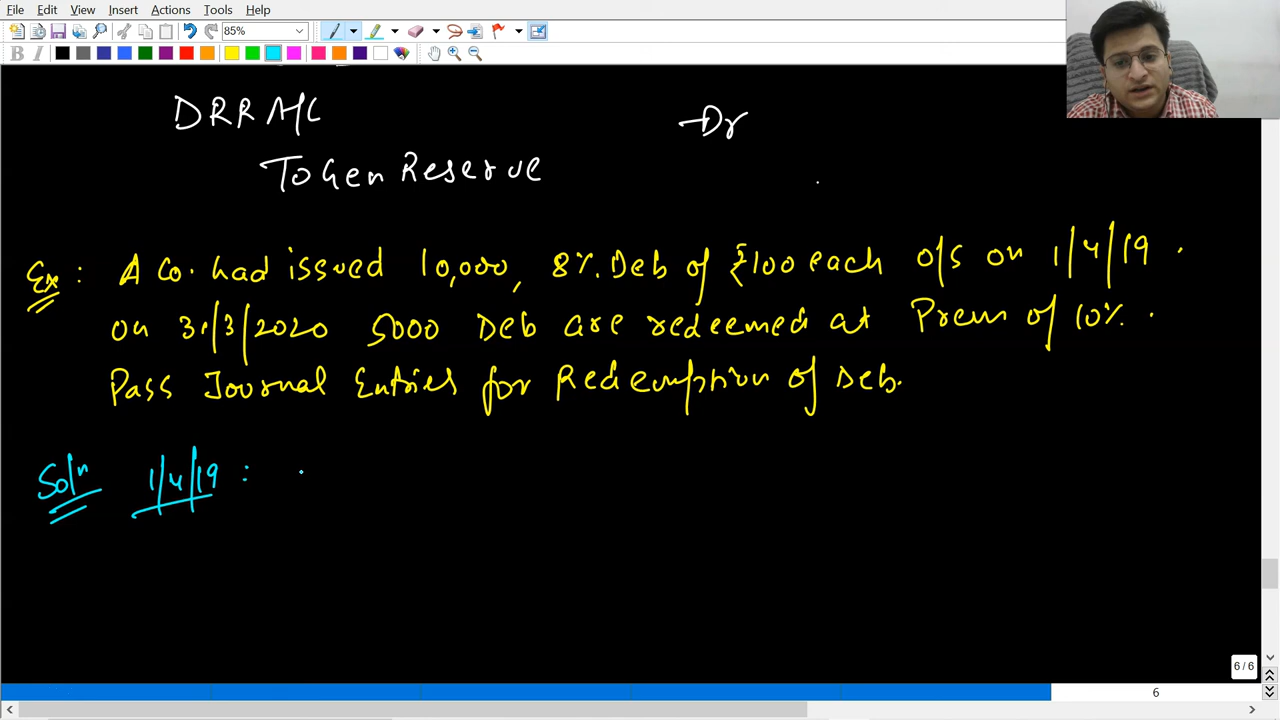 File Edit View Insert Actions Tools Help
85%
B I
DRR A/C Dr
To Gen Reserve
Ex : A Co. had issued 10,000, 8% Deb of ₹100 each o/s on 1/4/19 .
on 31/3/2020 5000 Deb are redeemed at Prem of 10% .
Pass Journal Entries for Redemption of Deb.
Soln 1/4/19 :
6 / 6
6